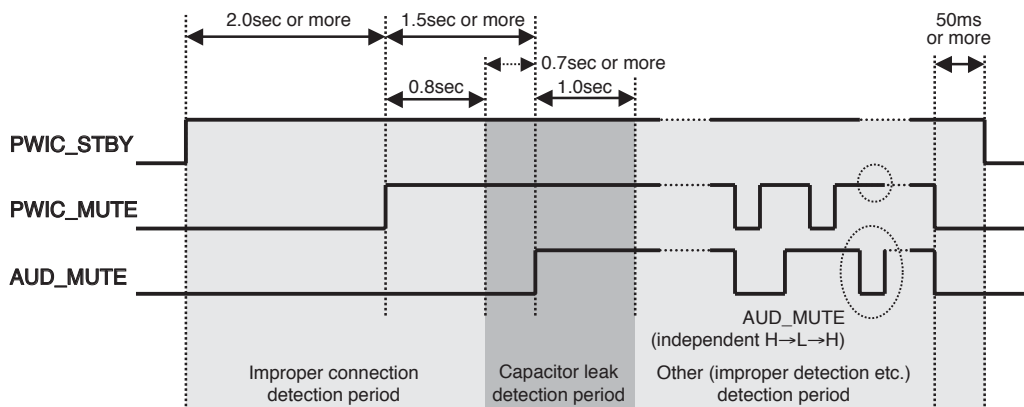 2.0sec or more
1.5sec or more
50ms
or more
0.7sec or more
0.8sec
1.0sec
PWIC_STBY
PWIC_MUTE
AUD_MUTE
AUD_MUTE
(independent H→L→H)
Improper connection
detection period
Capacitor leak
detection period
Other (improper detection etc.)
detection period